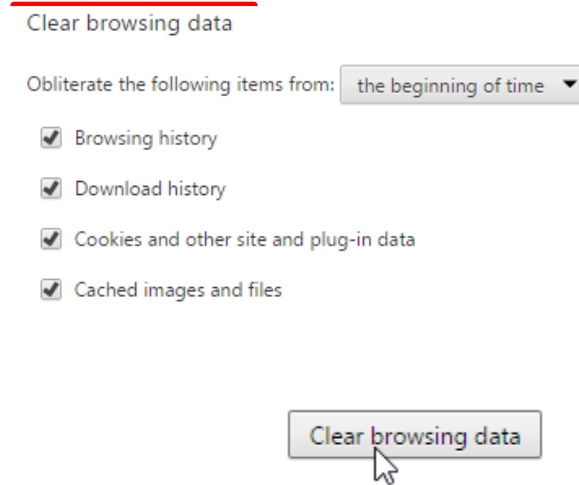 Clear browsing data
Obliterate the following items from: the beginning of time
Browsing history
Download history
Cookies and other site and plug-in data
Cached images and files
Clear browsing data